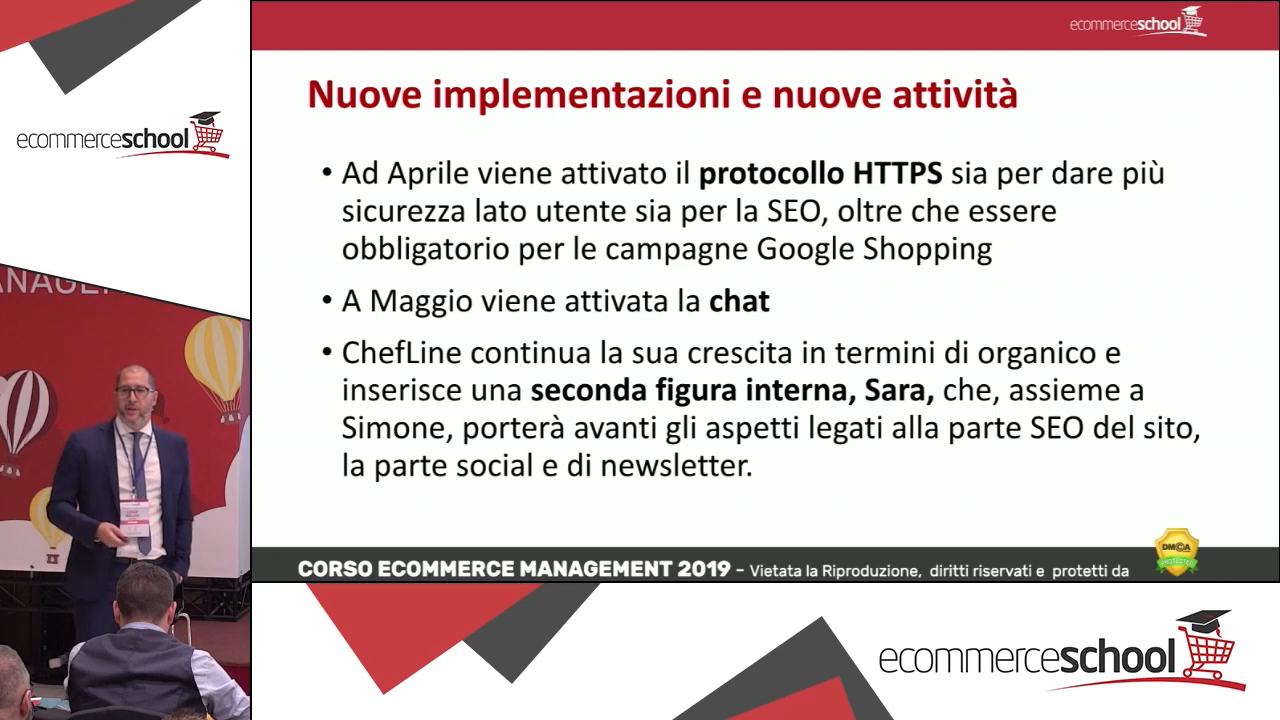 ecommerceschool
ecommerceschool
Nuove implementazioni e nuove attività
• Ad Aprile viene attivato il protocollo HTTPS sia per dare più
sicurezza lato utente sia per la SEO, oltre che essere
obbligatorio per le campagne Google Shopping
• A Maggio viene attivata la chat
• ChefLine continua la sua crescita in termini di organico e
inserisce una seconda figura interna, Sara, che, assieme a
Simone, porterà avanti gli aspetti legati alla parte SEO del sito,
la parte social e di newsletter.
CORSO ECOMMERCE MANAGEMENT 2019 - Vietata la Riproduzione, diritti riservati e protetti da
DMCA
PROTECTED
ecommerceschool